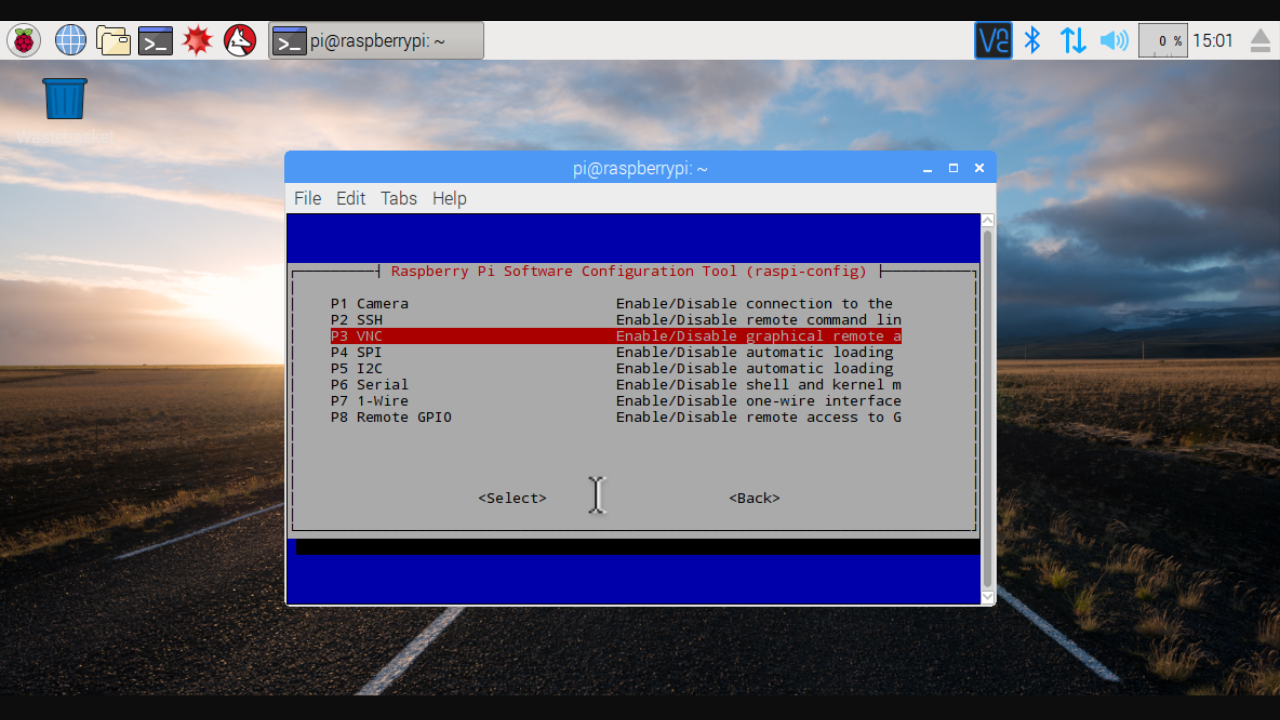 pi@raspberrypi: ~
0 %
15:01
Wastebasket
pi@raspberrypi: ~
File Edit Tabs Help
Raspberry Pi Software Configuration Tool (raspi-config)
P1 Camera Enable/Disable connection to the
P2 SSH Enable/Disable remote command lin
P3 VNC Enable/Disable graphical remote a
P4 SPI Enable/Disable automatic loading
P5 I2C Enable/Disable automatic loading
P6 Serial Enable/Disable shell and kernel m
P7 1-Wire Enable/Disable one-wire interface
P8 Remote GPIO Enable/Disable remote access to G
<Select> <Back>